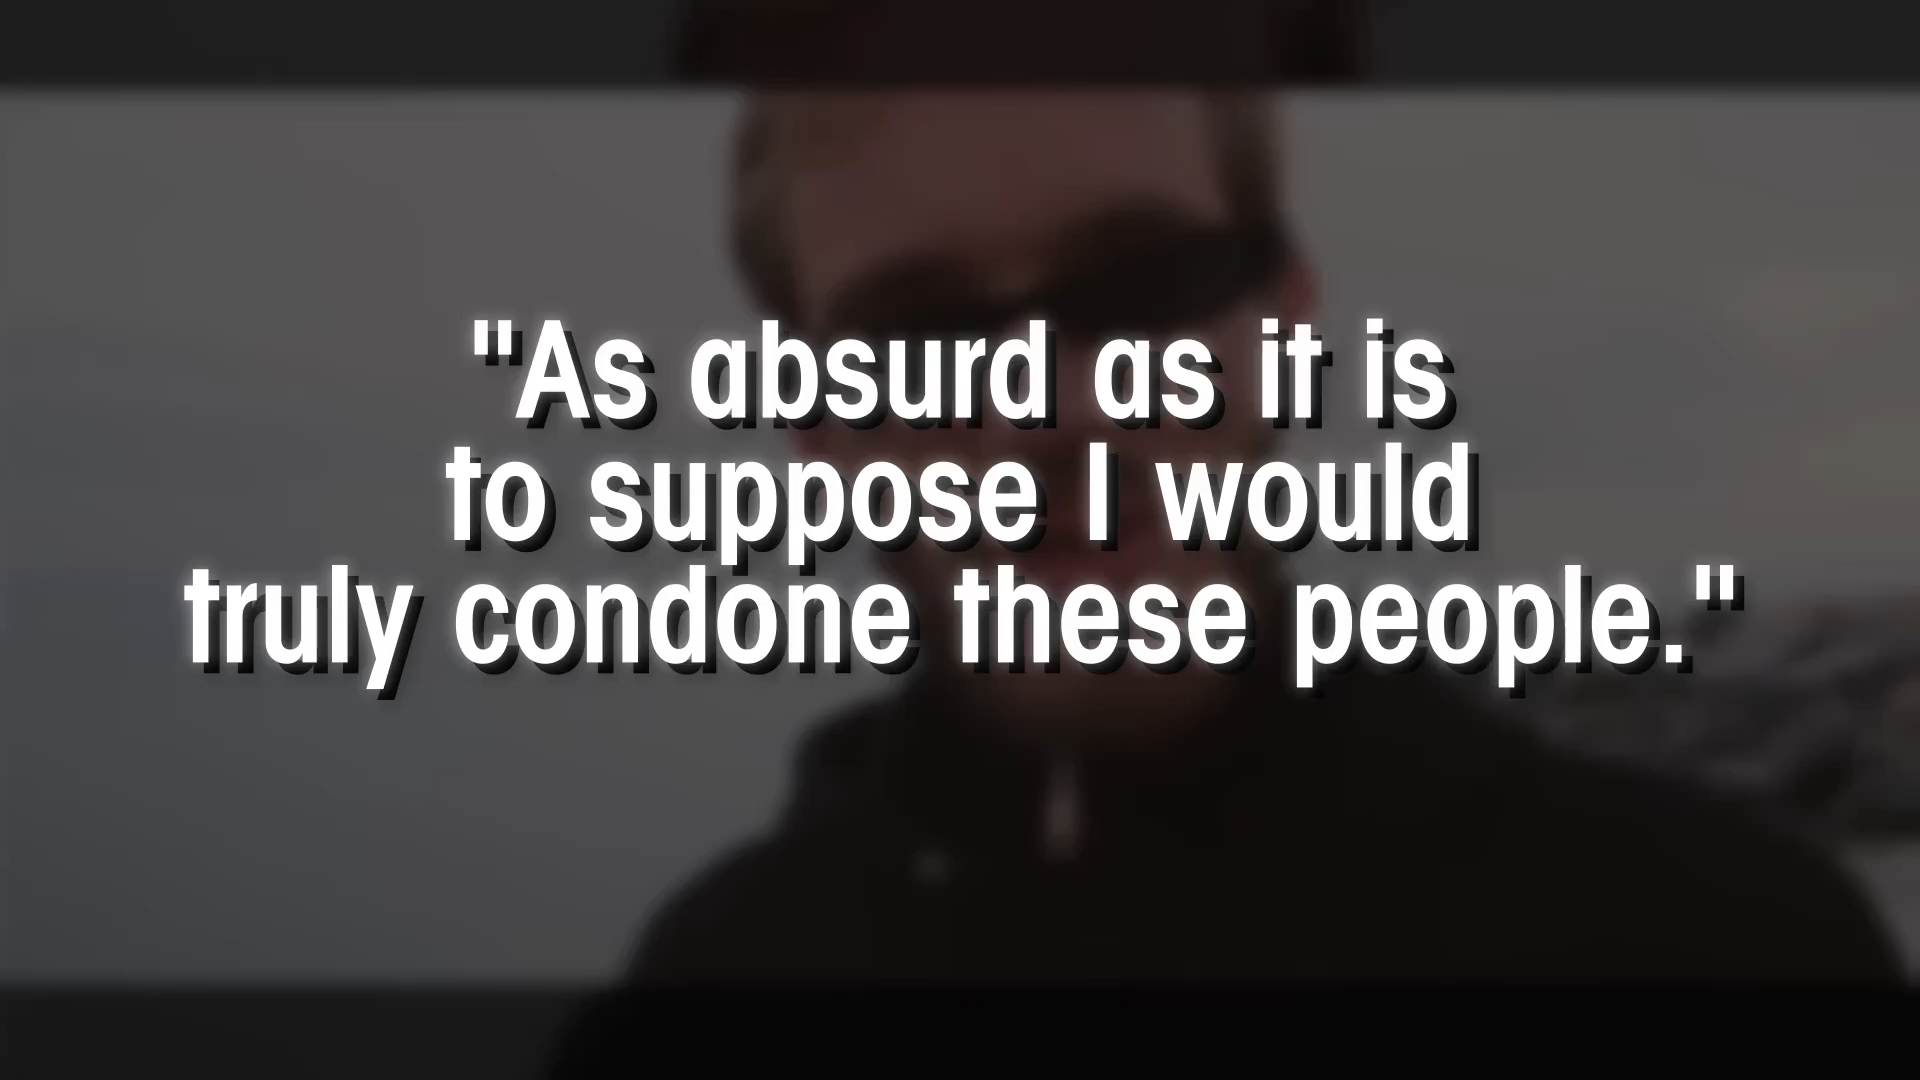 "As absurd as it is
to suppose I would
truly condone these people."